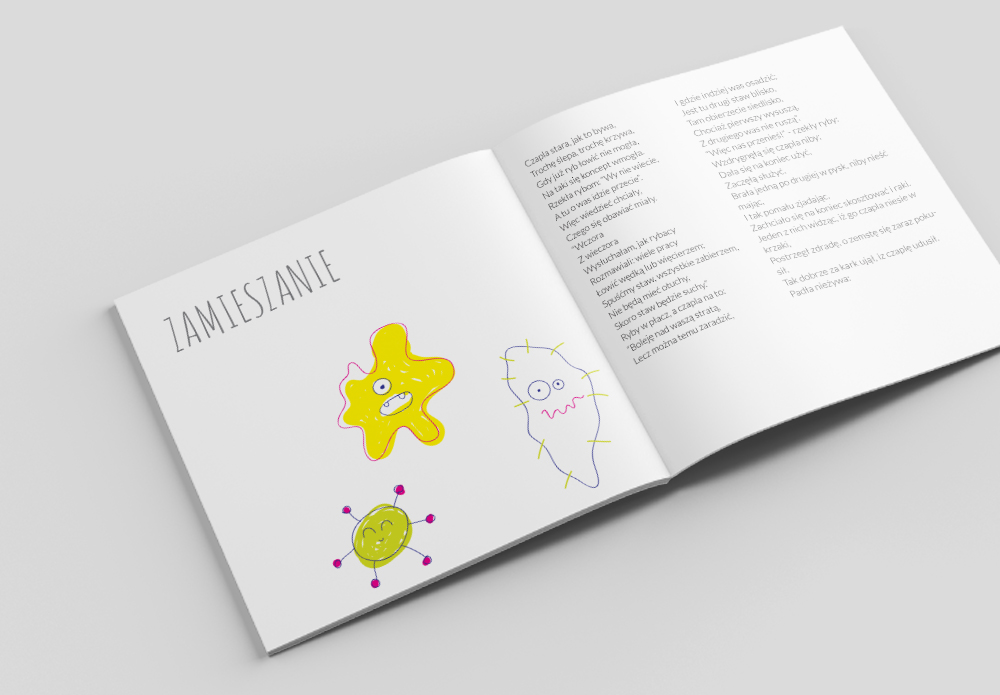 ZAMIESZANIE
Czapla stara, jak to bywa,
Trochę ślepa, trochę krzywa,
Gdy już ryb łowić nie mogła,
Na taki się koncept wmogła.
Rzekła rybom: "Wy nie wiecie,
A tu o was idzie przecie".
Więc wiedzieć chciały,
Czego się obawiać miały.
"Wczora
Z wieczora
Wysłuchałam, jak rybacy
Rozmawiali: wiele pracy
Łowić wędką lub więcierzem;
Spuśćmy staw, wszystkie zabierzem,
Nie będą mieć otuchy,
Skoro staw będzie suchy."
Ryby w płacz, a czapla na to:
"Boleję nad waszą stratą,
Lecz można temu zaradzić,
I gdzie indziej was osadzić;
Jest tu drugi staw blisko,
Tam obierzecie siedlisko,
Chociaż pierwszy wysuszą,
Z drugiego was nie ruszą".
"Więc nas przenieś!" - rzekły ryby:
Wzdrygnęłą się czapla niby;
Dała się na koniec użyć,
Zaczęła służyć.
Brała jedną po drugiej w pysk, niby nieść
mając,
I tak pomału zjadając.
Zachciało się na koniec skosztować i raki.
Jeden z nich widząc, iż go czapla niesie w
krzaki,
Postrzegł zdradę, o zemstę się zaraz poku-
sił.
Tak dobrze za kark ujął, iż czaplę udusił.
Padła nieżywa: